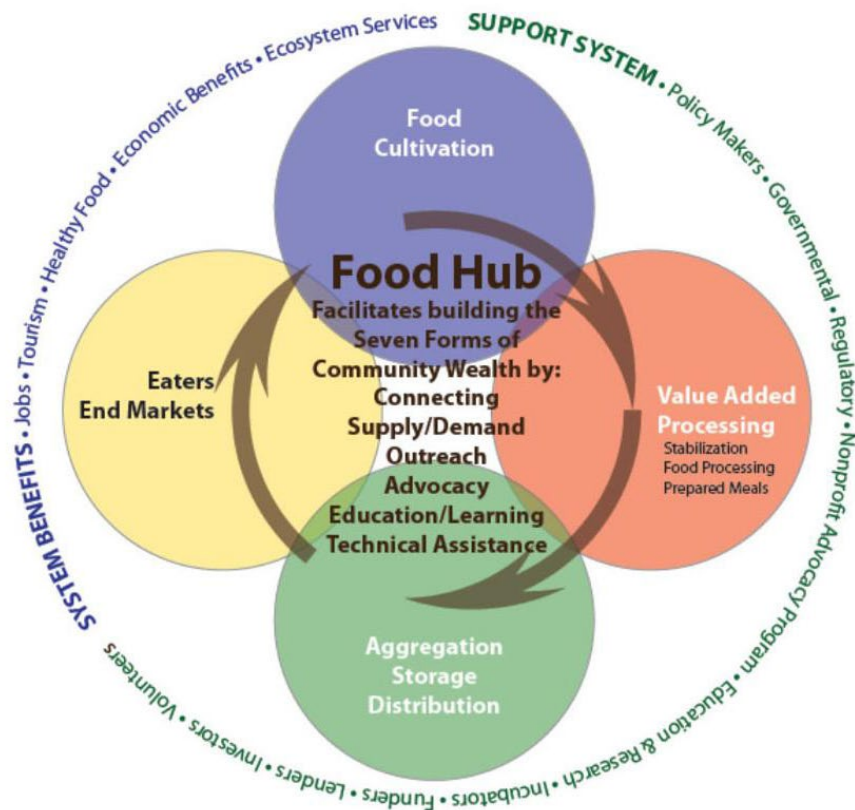 SYSTEM BENEFITS • Jobs • Tourism • Healthy Food • Economic Benefits • Ecosystem Services
SUPPORT SYSTEM • Policy Makers • Governmental • Regulatory • Nonprofit Advocacy Program • Education & Research • Incubators • Funders • Lenders • Investors • Volunteers
Food
Cultivation
Food Hub
Facilitates building the
Seven Forms of
Community Wealth by:
Connecting
Supply/Demand
Outreach
Advocacy
Education/Learning
Technical Assistance
Eaters
End Markets
Value Added
Processing
Stabilization
Food Processing
Prepared Meals
Aggregation
Storage
Distribution